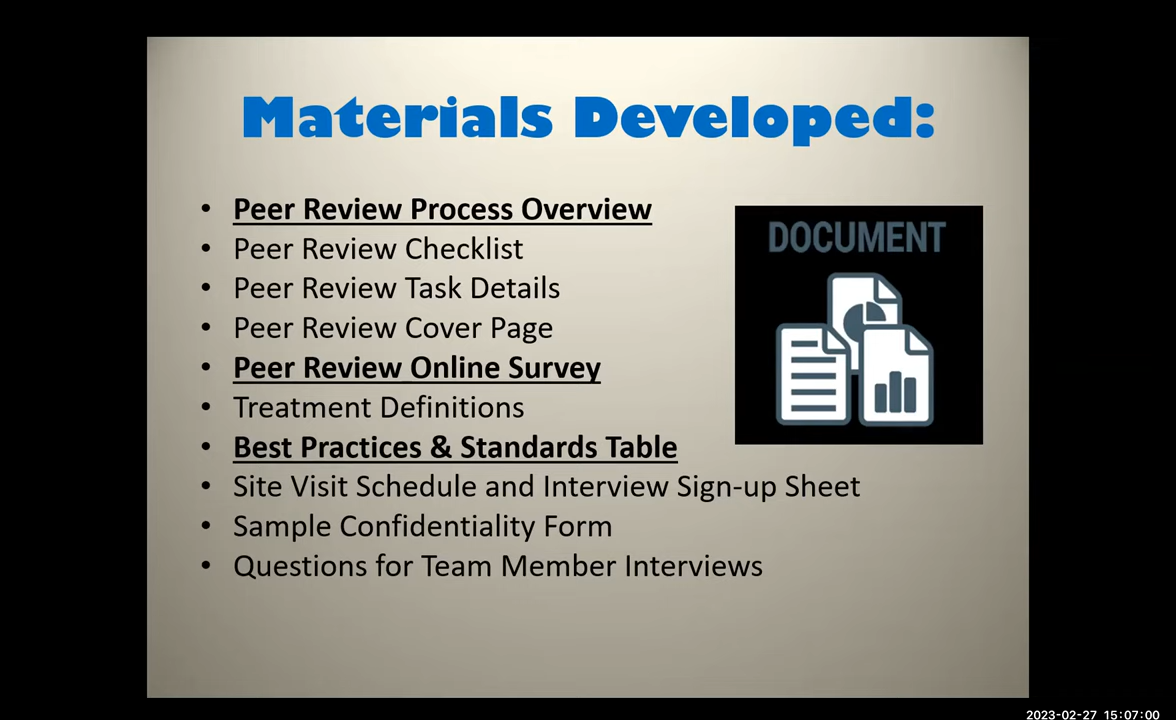 Materials Developed:
• Peer Review Process Overview
• Peer Review Checklist
• Peer Review Task Details
• Peer Review Cover Page
• Peer Review Online Survey
• Treatment Definitions
• Best Practices & Standards Table
• Site Visit Schedule and Interview Sign-up Sheet
• Sample Confidentiality Form
• Questions for Team Member Interviews
DOCUMENT
2023-02-27 15:07:00